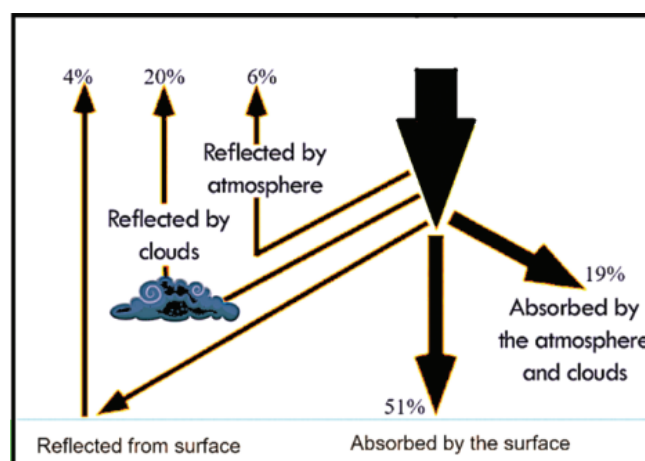 4%
20%
6%
Reflected by
atmosphere
Reflected by
clouds
19%
Absorbed by
the atmosphere
and clouds
51%
Reflected from surface
Absorbed by the surface